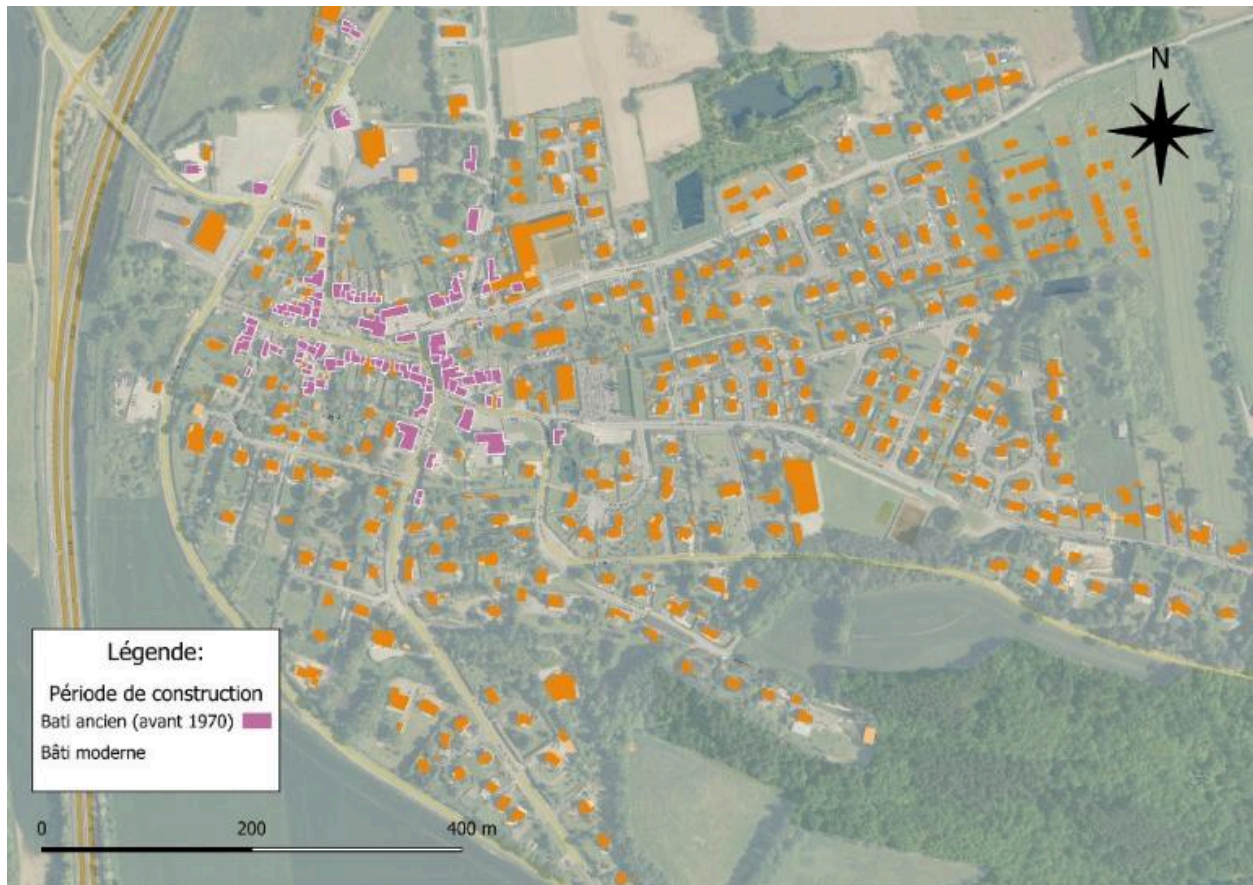 N
Légende:
Période de construction
Bati ancien (avant 1970)
Bâti moderne
0 200 400 m